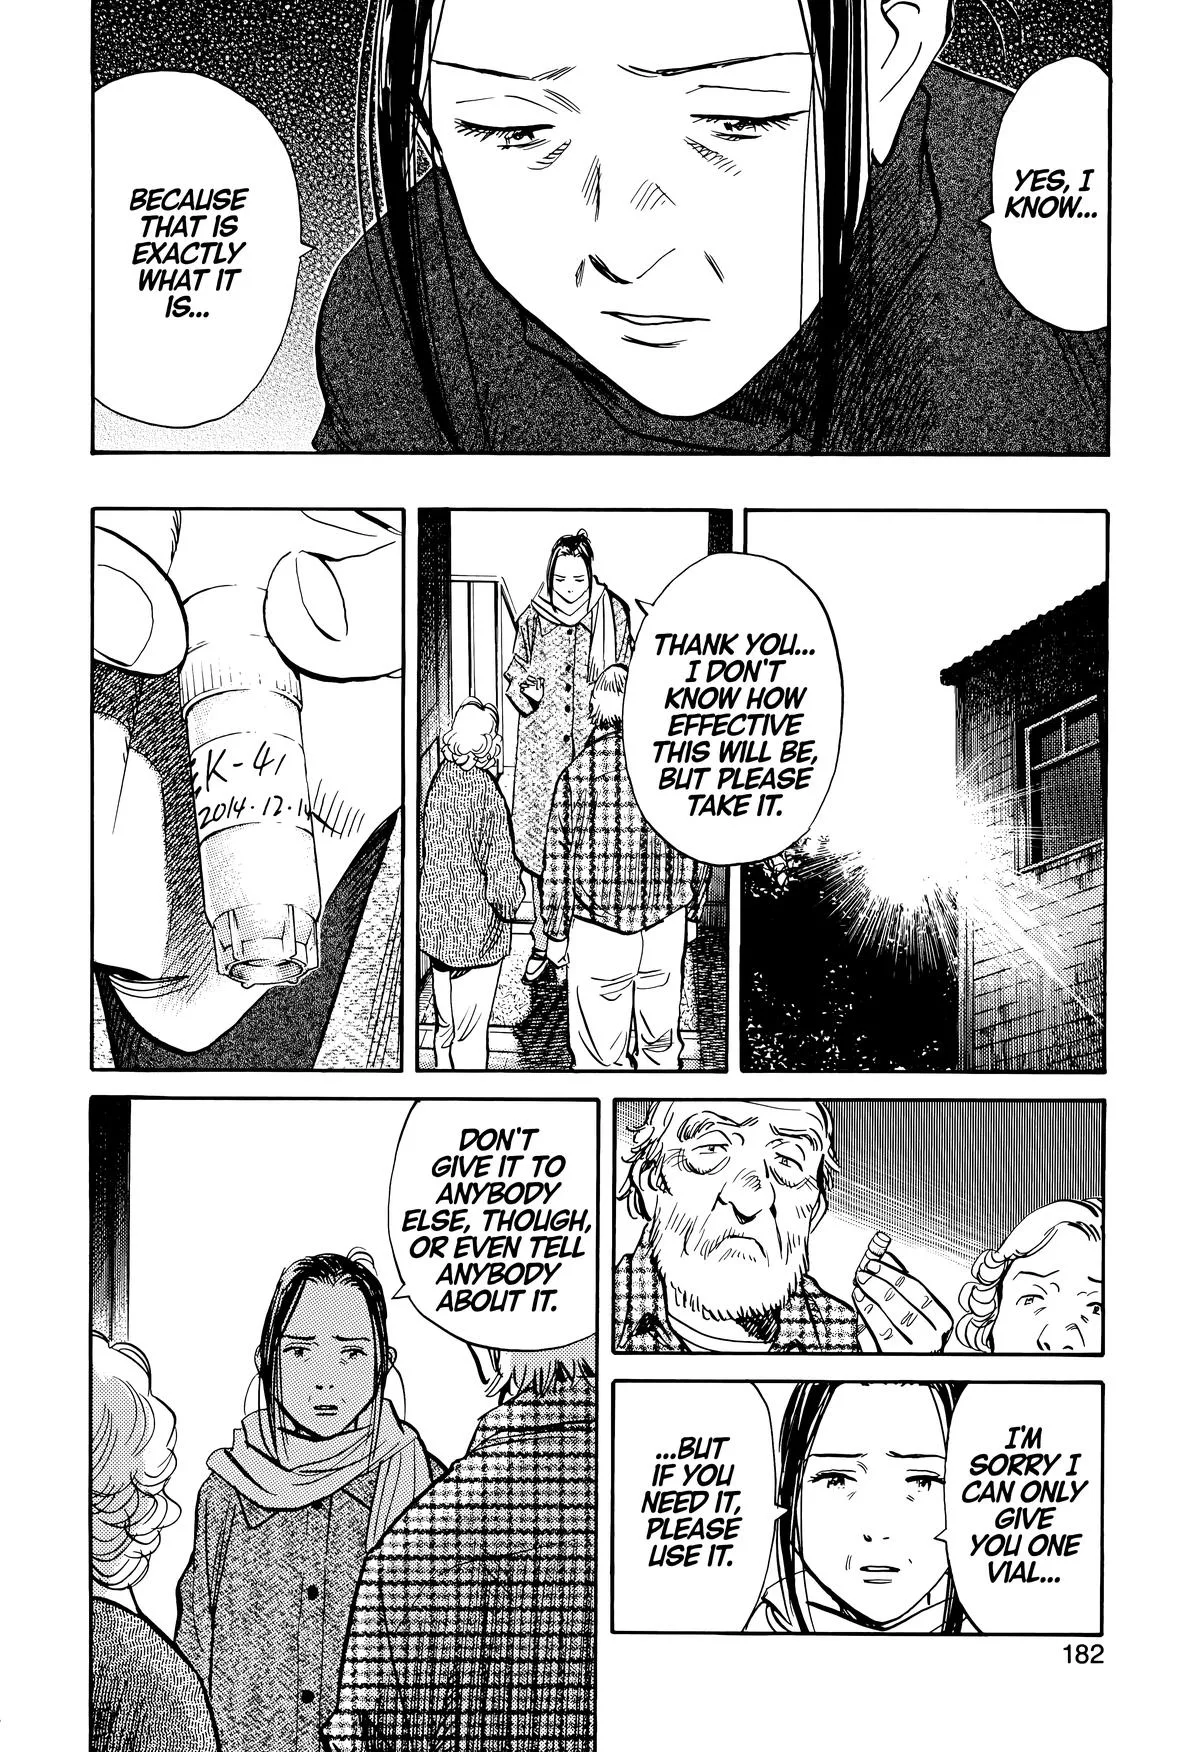 YES, I
KNOW...
BECAUSE
THAT IS
EXACTLY
WHAT IT
IS...
THANK YOU...
I DON'T
KNOW HOW
EFFECTIVE
THIS WILL BE,
BUT PLEASE
TAKE IT.
K-41
2014.12.1
I'M
SORRY I
CAN ONLY
GIVE
YOU ONE
VIAL...
...BUT
IF YOU
NEED IT,
PLEASE
USE IT.
DON'T
GIVE IT TO
ANYBODY
ELSE, THOUGH,
OR EVEN TELL
ANYBODY
ABOUT IT.
182